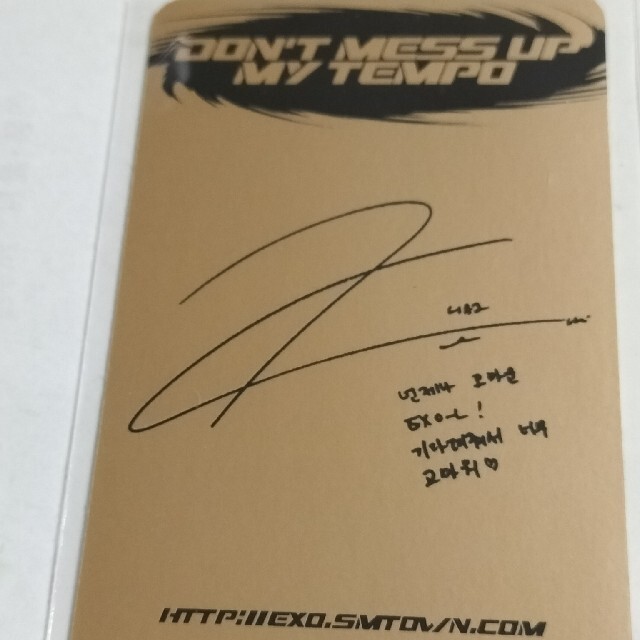 DON'T MESS UP
MY TEMPO
언제나 고마운
EXO-L!
기다려줘서 너무
고마워♡
HTTP://EXO.SMTOWN.COM